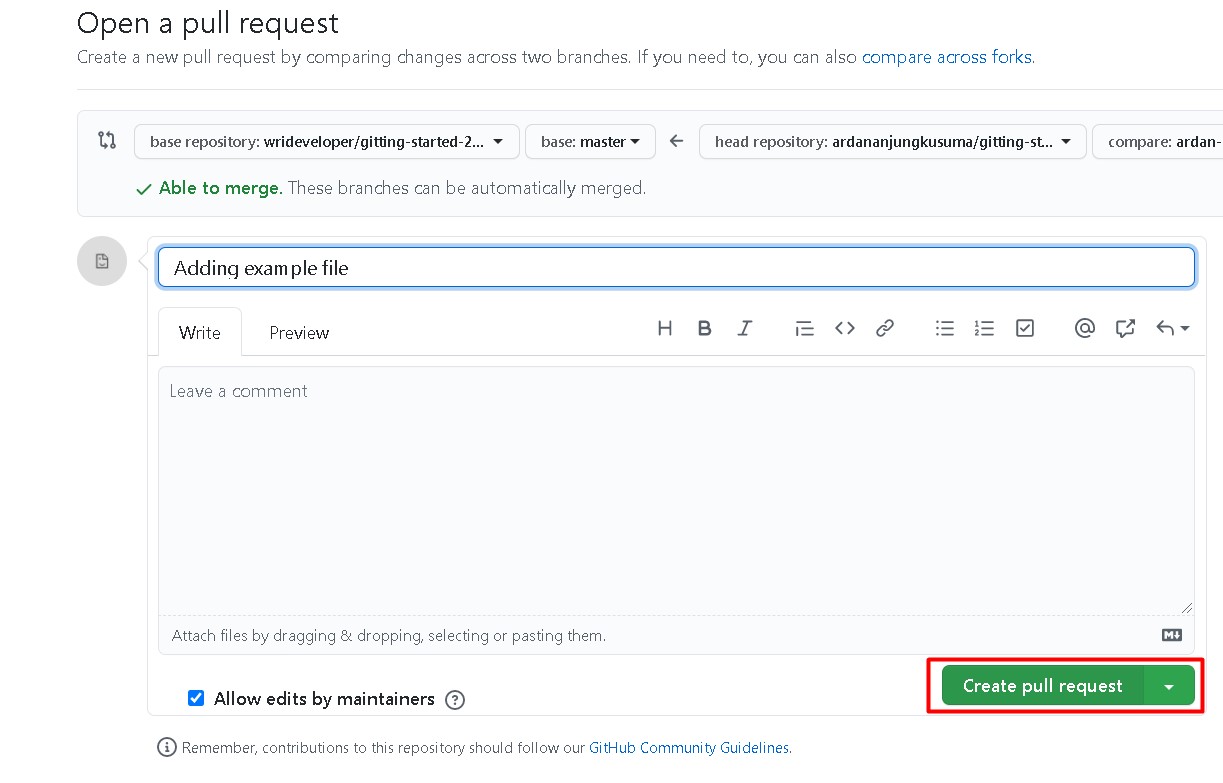 Open a pull request
Create a new pull request by comparing changes across two branches. If you need to, you can also compare across forks.
base repository: wrideveloper/gitting-started-2... base: master ← head repository: ardananjungkusuma/gitting-st... compare: ardan-
Able to merge. These branches can be automatically merged.
Adding example file
Write Preview
Leave a comment
Attach files by dragging & dropping, selecting or pasting them.
Create pull request
Allow edits by maintainers
Remember, contributions to this repository should follow our GitHub Community Guidelines.